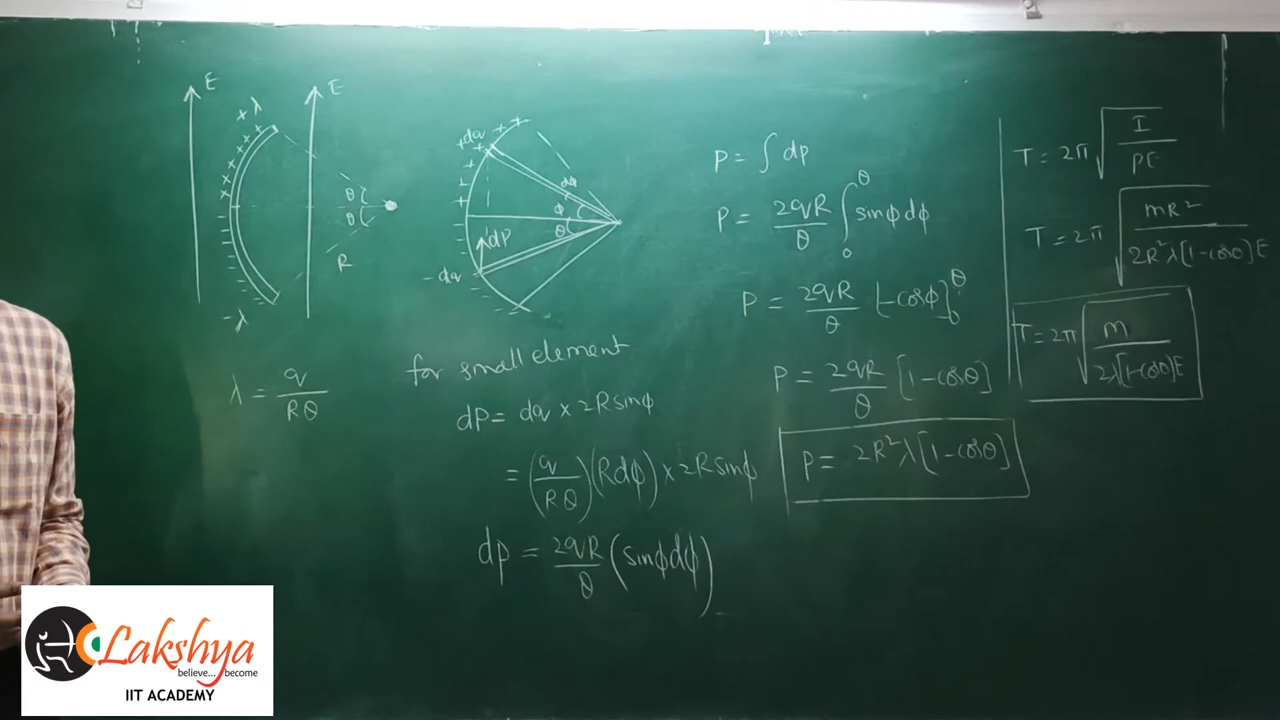 E
E
+ λ
θ
θ
R
- λ
λ = q / Rθ
+dq
dφ
φ
θ
dP
- dq
for small element
dP = dq × 2R sinφ
= (q / Rθ)(Rdφ) × 2R sinφ
dp = 2qR / θ (sinφ dφ)
P = ∫ dp
P = 2qR / θ ∫₀^θ sinφ dφ
P = 2qR / θ [-cosφ]₀^θ
P = 2qR / θ [1 - cosθ]
P = 2R²λ[1 - cosθ]
T = 2π √(I / PE)
T = 2π √(mR² / 2R²λ[1-cosθ]E)
T = 2π √(m / 2λ[1-cosθ]E)
Lakshya
believe... become
IIT ACADEMY